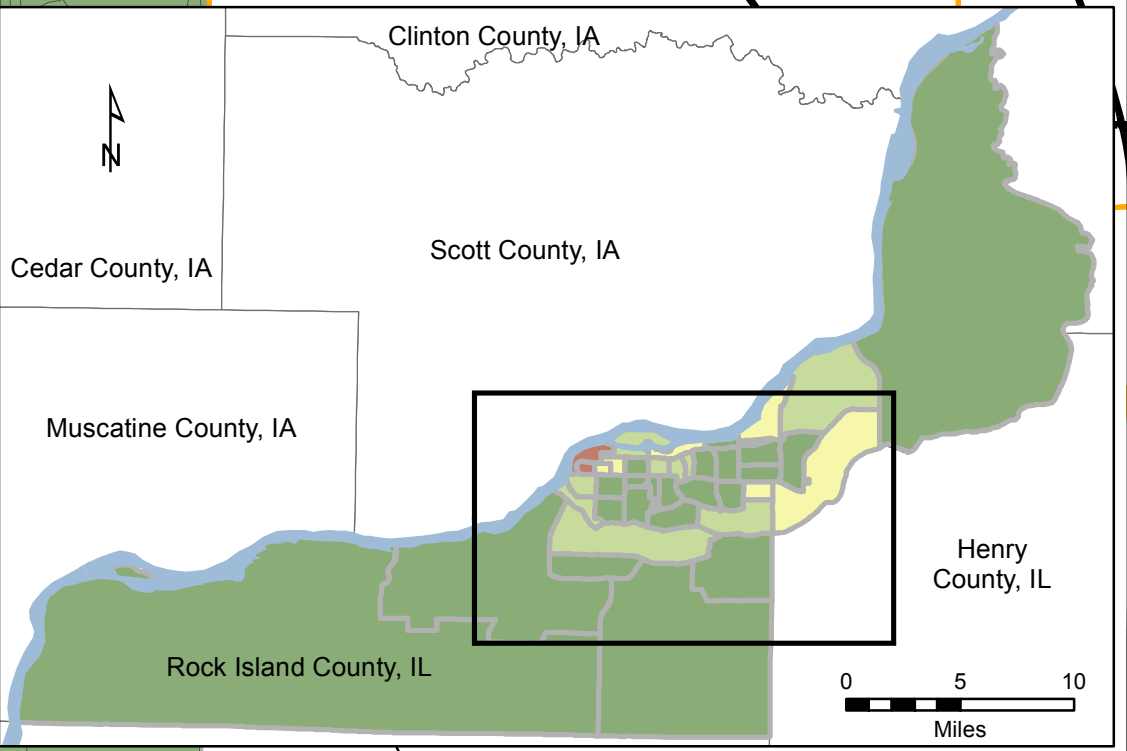 Clinton County, IA
N
Scott County, IA
Cedar County, IA
Muscatine County, IA
Henry
County, IL
Rock Island County, IL
0 5 10
Miles